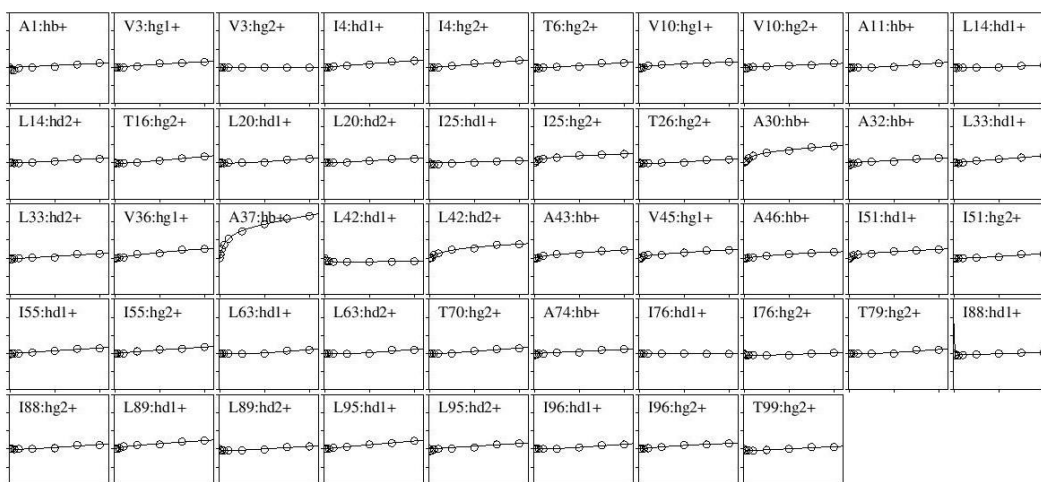 A1:hb+ V3:hg1+ V3:hg2+ I4:hd1+ I4:hg2+ T6:hg2+ V10:hg1+ V10:hg2+ A11:hb+ L14:hd1+
L14:hd2+ T16:hg2+ L20:hd1+ L20:hd2+ I25:hd1+ I25:hg2+ T26:hg2+ A30:hb+ A32:hb+ L33:hd1+
L33:hd2+ V36:hg1+ A37:hb+ L42:hd1+ L42:hd2+ A43:hb+ V45:hg1+ A46:hb+ I51:hd1+ I51:hg2+
I55:hd1+ I55:hg2+ L63:hd1+ L63:hd2+ T70:hg2+ A74:hb+ I76:hd1+ I76:hg2+ T79:hg2+ I88:hd1+
I88:hg2+ L89:hd1+ L89:hd2+ L95:hd1+ L95:hd2+ I96:hd1+ I96:hg2+ T99:hg2+